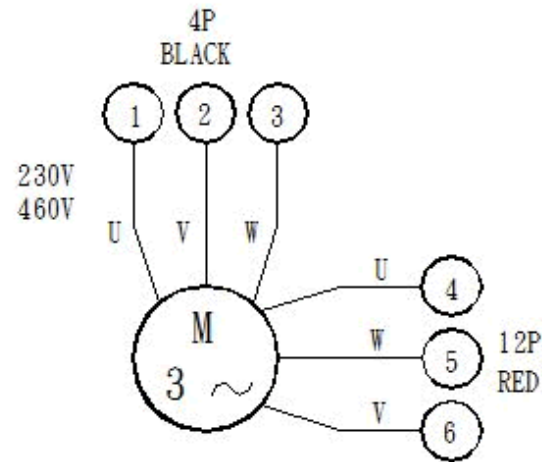 4P
BLACK
1 2 3
230V
460V
U V W
U 4
M
W 5 12P
3 ~ RED
V 6